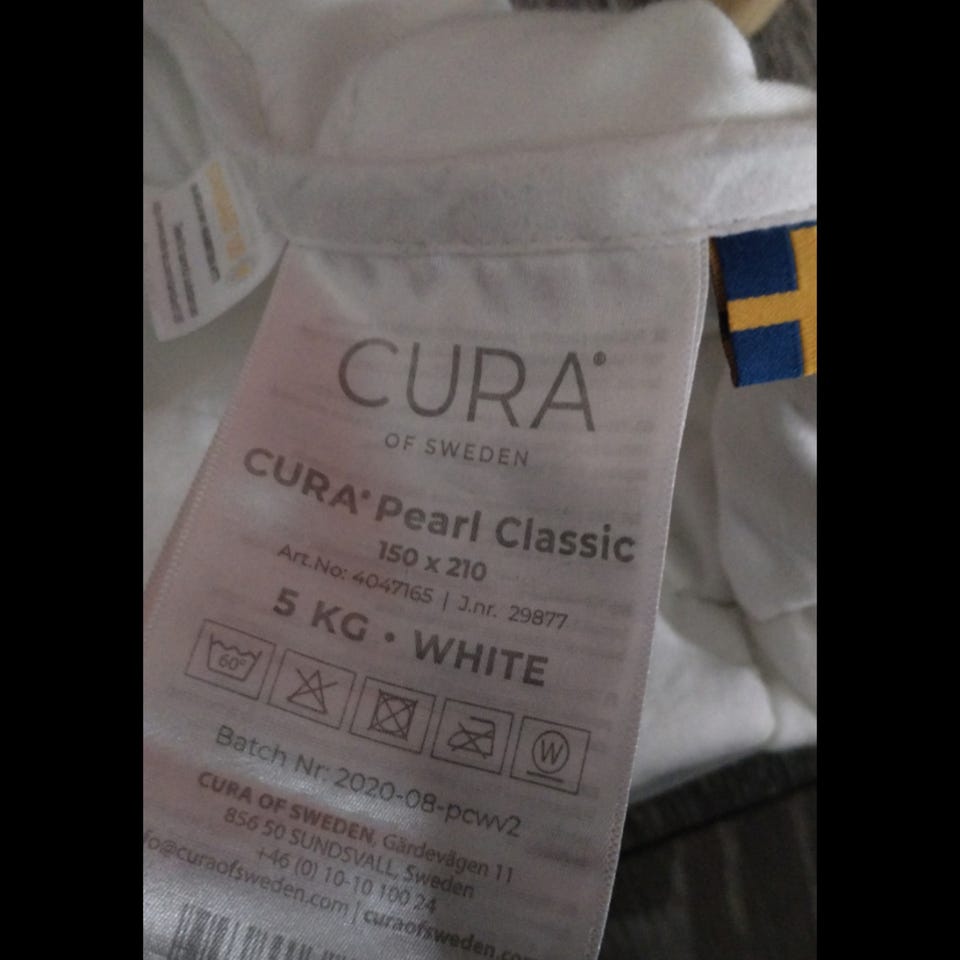 CURA®
OF SWEDEN
CURA® Pearl Classic
150 x 210
Art.No: 4047165 | J.nr. 29877
5 KG • WHITE
60°
W
Batch Nr: 2020-08-pcwv2
CURA OF SWEDEN, Gärdevägen 11
856 50 SUNDSVALL, Sweden
+46 (0) 10-10 100 24
fo@curaofsweden.com | curaofsweden.com